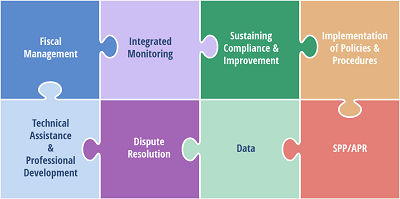 Fiscal
Management
Integrated
Monitoring
Sustaining
Compliance &
Improvement
Implementation
of Policies &
Procedures
Technical
Assistance
&
Professional
Development
Dispute
Resolution
Data
SPP/APR